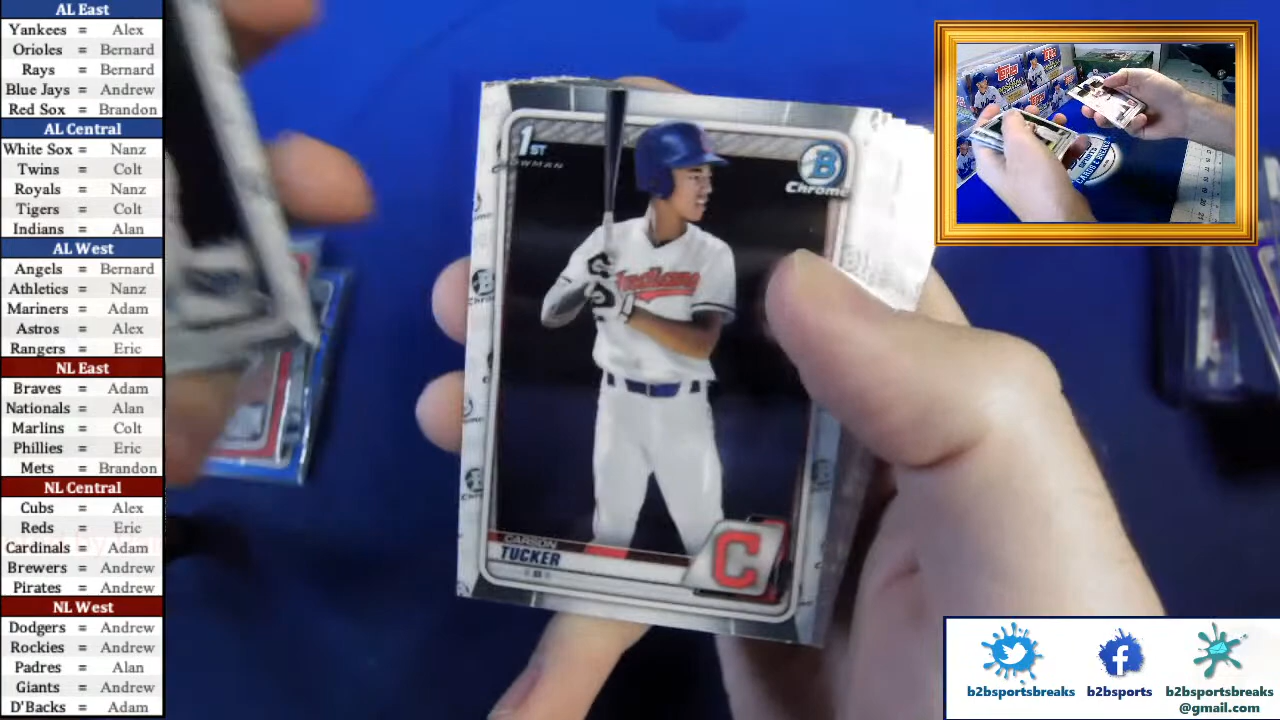 AL East
Yankees = Alex
Orioles = Bernard
Rays = Bernard
Blue Jays = Andrew
Red Sox = Brandon
AL Central
White Sox = Nanz
Twins = Colt
Royals = Nanz
Tigers = Colt
Indians = Alan
AL West
Angels = Bernard
Athletics = Nanz
Mariners = Adam
Astros = Alex
Rangers = Eric
NL East
Braves = Adam
Nationals = Alan
Marlins = Colt
Phillies = Eric
Mets = Brandon
NL Central
Cubs = Alex
Reds = Eric
Cardinals = Adam
Brewers = Andrew
Pirates = Andrew
NL West
Dodgers = Andrew
Rockies = Andrew
Padres = Alan
Giants = Andrew
D'Backs = Adam
1ST
BOWMAN
B
Chrome
Indians
CARSON
TUCKER
C
Topps
b2bsportsbreaks
b2bsports
b2bsportsbreaks
@gmail.com